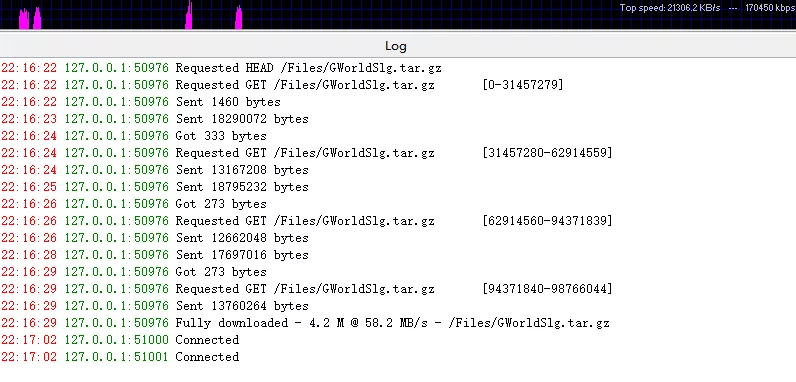 Top speed: 21306.2 KB/s --- 170450 kbps
Log
22:16:22 127.0.0.1:50976 Requested HEAD /Files/GWorldSlg.tar.gz
22:16:22 127.0.0.1:50976 Requested GET /Files/GWorldSlg.tar.gz [0-31457279]
22:16:22 127.0.0.1:50976 Sent 1460 bytes
22:16:23 127.0.0.1:50976 Sent 18290072 bytes
22:16:24 127.0.0.1:50976 Got 333 bytes
22:16:24 127.0.0.1:50976 Requested GET /Files/GWorldSlg.tar.gz [31457280-62914559]
22:16:24 127.0.0.1:50976 Sent 13167208 bytes
22:16:25 127.0.0.1:50976 Sent 18795232 bytes
22:16:26 127.0.0.1:50976 Got 273 bytes
22:16:26 127.0.0.1:50976 Requested GET /Files/GWorldSlg.tar.gz [62914560-94371839]
22:16:26 127.0.0.1:50976 Sent 12662048 bytes
22:16:28 127.0.0.1:50976 Sent 17697016 bytes
22:16:29 127.0.0.1:50976 Got 273 bytes
22:16:29 127.0.0.1:50976 Requested GET /Files/GWorldSlg.tar.gz [94371840-98766044]
22:16:29 127.0.0.1:50976 Sent 13760264 bytes
22:16:29 127.0.0.1:50976 Fully downloaded - 4.2 M @ 58.2 MB/s - /Files/GWorldSlg.tar.gz
22:17:02 127.0.0.1:51000 Connected
22:17:02 127.0.0.1:51001 Connected